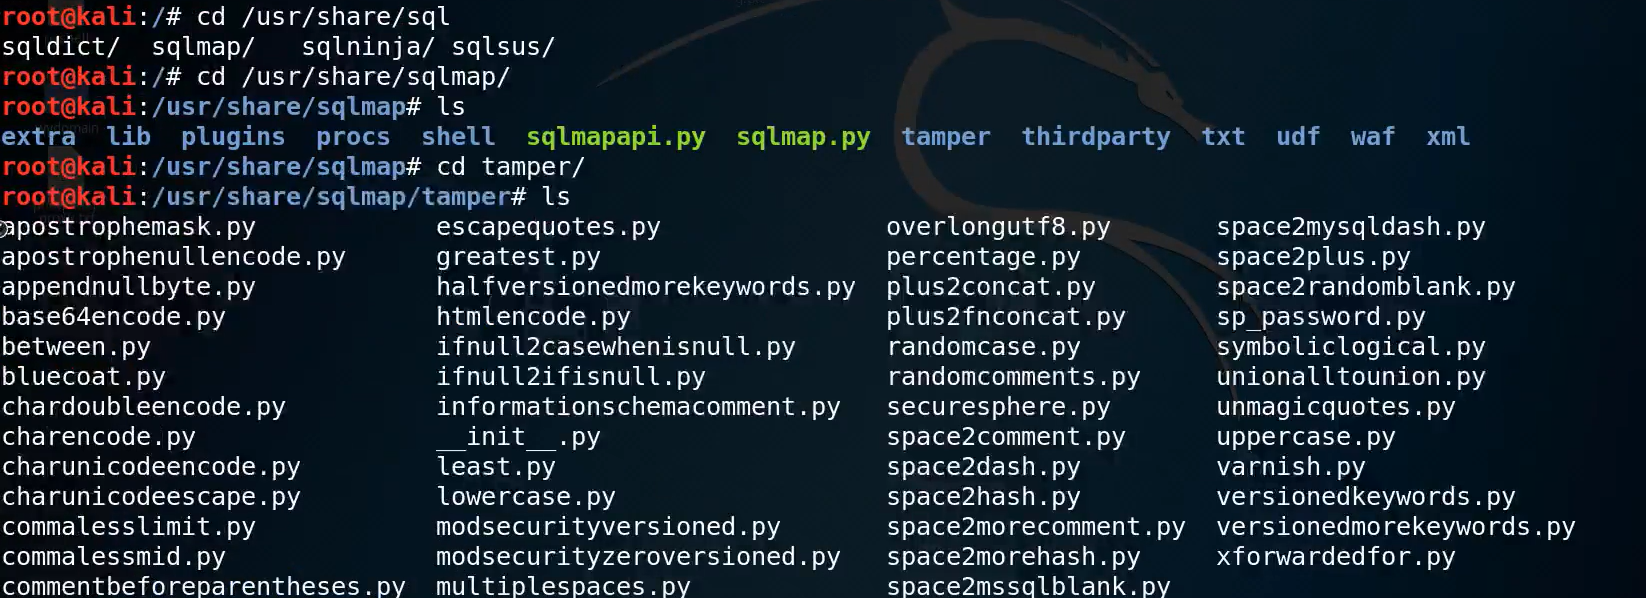 root@kali:/# cd /usr/share/sql
sqldict/  sqlmap/   sqlninja/ sqlsus/
root@kali:/# cd /usr/share/sqlmap/
root@kali:/usr/share/sqlmap# ls
extra  lib  plugins  procs  shell  sqlmapapi.py  sqlmap.py  tamper  thirdparty  txt  udf  waf  xml
root@kali:/usr/share/sqlmap# cd tamper/
root@kali:/usr/share/sqlmap/tamper# ls
apostrophemask.py            escapequotes.py              overlongutf8.py       space2mysqldash.py
apostrophenullencode.py      greatest.py                  percentage.py         space2plus.py
appendnullbyte.py            halfversionedmorekeywords.py  plus2concat.py        space2randomblank.py
base64encode.py              htmlencode.py                plus2fnconcat.py      sp_password.py
between.py                   ifnull2casewhenisnull.py     randomcase.py         symboliclogical.py
bluecoat.py                  ifnull2ifisnull.py           randomcomments.py     unionalltounion.py
chardoubleencode.py          informationschemacomment.py  securesphere.py       unmagicquotes.py
charencode.py                __init__.py                  space2comment.py      uppercase.py
charunicodeencode.py         least.py                     space2dash.py         varnish.py
charunicodeescape.py         lowercase.py                 space2hash.py         versionedkeywords.py
commalesslimit.py            modsecurityversioned.py      space2morecomment.py  versionedmorekeywords.py
commalessmid.py              modsecurityzeroversioned.py  space2morehash.py     xforwardedfor.py
commentbeforeparentheses.py  multiplespaces.py            space2mssqlblank.py